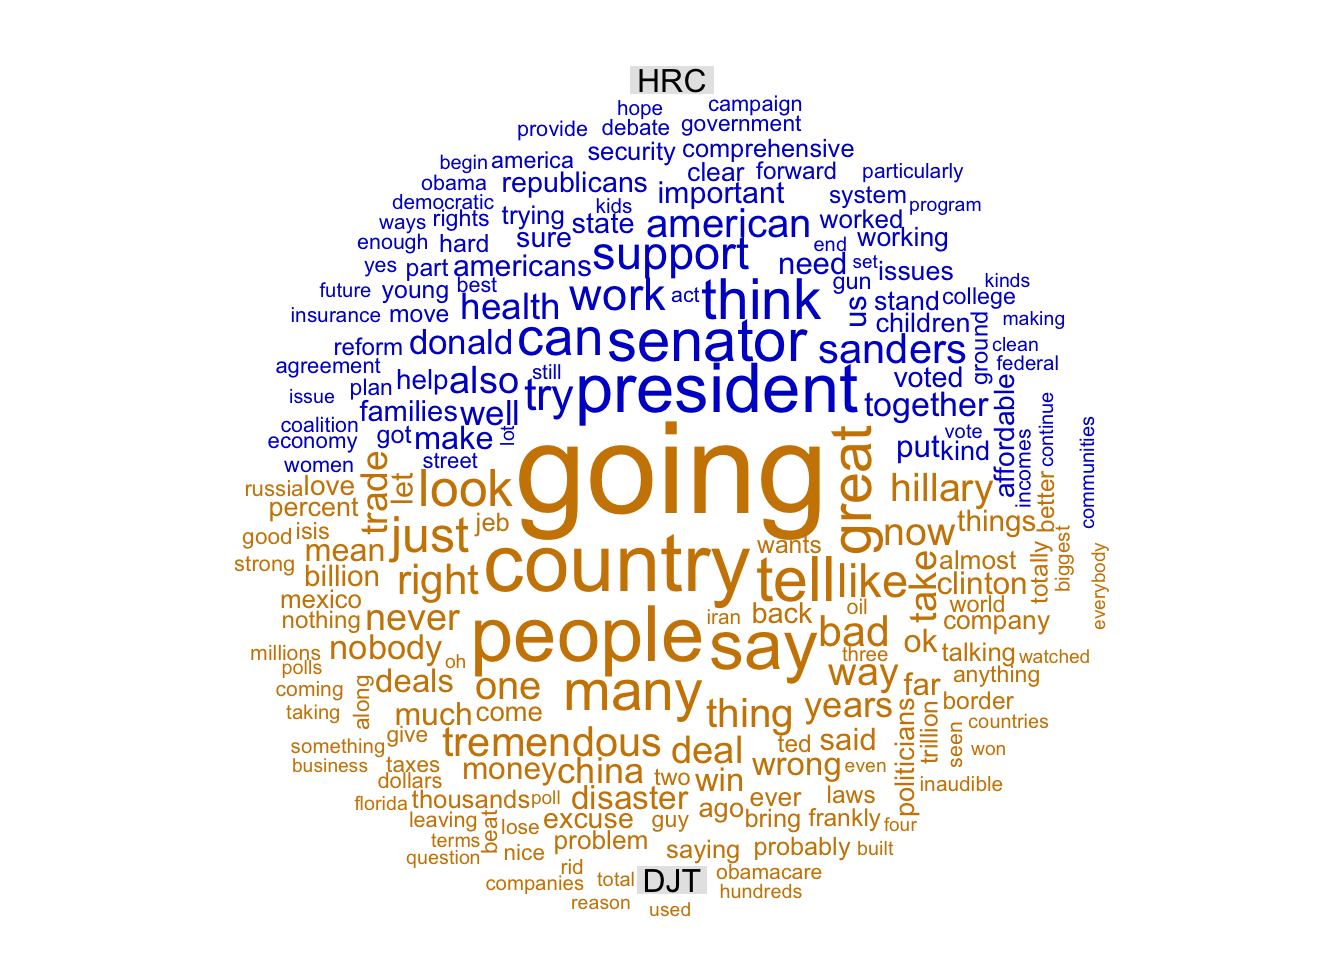 HRC
hope campaign
provide debate government
security comprehensive
begin america
clear forward particularly
obama republicans important system
democratic kids program
ways rights trying state american worked
enough hard sure support end working
yes part americans need set issues
future young best health work act think gun us stand college kinds
insurance move children making
reform donald can senator sanders ground clean
agreement federal
issue plan help also still try president voted affordable
families well together
coalition economy got make lot put kind vote incomes continue communities
women street
russia love trade let look going great hillary better
percent
good isis just jeb now things
strong mean country wants almost totally biggest everybody
billion right tell like take clinton
mexico world
nothing never people iran back oil bad company
say ok
millions nobody oh three talking watched
polls
coming along deals one many way far anything
taking much come thing years border
give politicians trillion countries
something tremendous deal ted said seen won
business taxes money china two win wrong even
dollars inaudible
florida thousands poll disaster ago ever laws
leaving beat lose excuse guy bring frankly four
terms problem
question nice saying probably built
rid
companies total DJT obamacare
hundreds
reason used